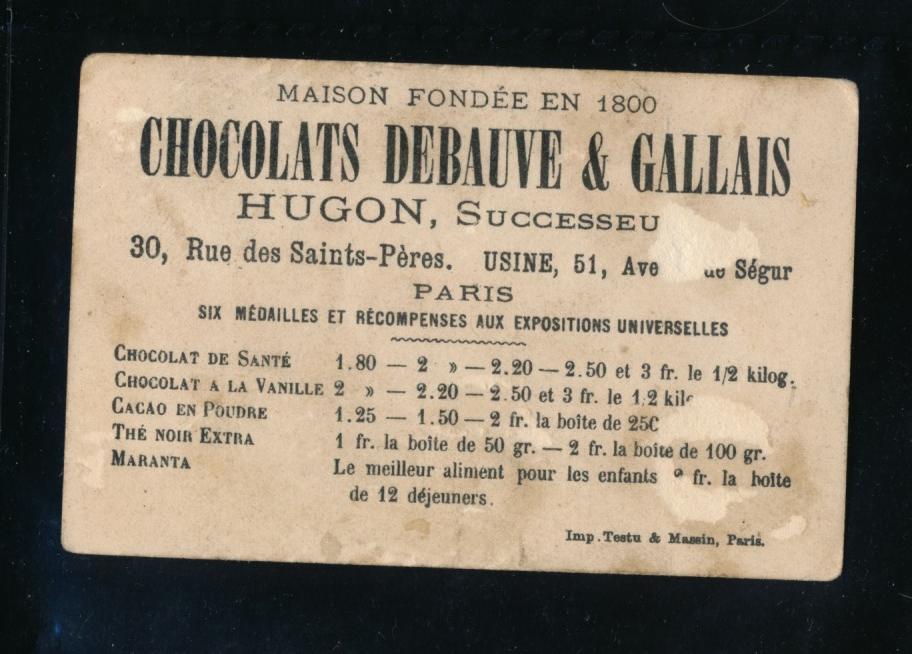 MAISON FONDÉE EN 1800
CHOCOLATS DEBAUVE & GALLAIS
HUGON, SUCCESSEU
30, Rue des Saints-Pères. USINE, 51, Ave Ségur
PARIS
SIX MÉDAILLES ET RÉCOMPENSES AUX EXPOSITIONS UNIVERSELLES
CHOCOLAT DE SANTÉ 1.80 — 2 » — 2.20 — 2.50 et 3 fr. le 1/2 kilog.
CHOCOLAT A LA VANILLE 2 » — 2.20 — 2.50 et 3 fr. le 1/2
CACAO EN POUDRE 1.25 — 1.50 — 2 fr. la boîte de
THÉ NOIR EXTRA 1 fr. la boîte de 50 gr. — 2 fr. la boîte de 100 gr.
MARANTA Le meilleur aliment pour les enfants fr. la boîte
de 12 déjeuners.
Imp. Testu & Massin, Paris.